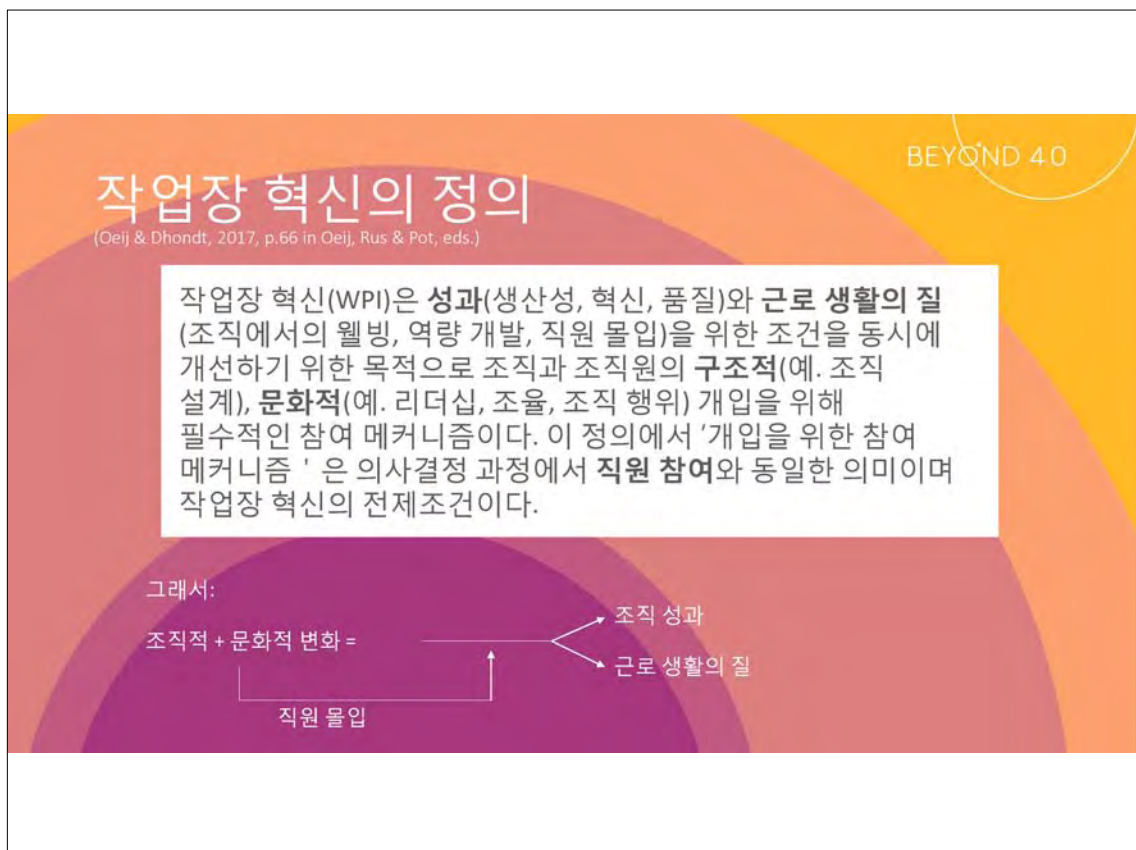 BEYOND 4.0
작업장 혁신의 정의
(Oeij & Dhondt, 2017, p.66 in Oeij, Rus & Pot, eds.)
작업장 혁신(WPI)은 성과(생산성, 혁신, 품질)와 근로 생활의 질
(조직에서의 웰빙, 역량 개발, 직원 몰입)을 위한 조건을 동시에
개선하기 위한 목적으로 조직과 조직원의 구조적(예. 조직
설계), 문화적(예. 리더십, 조율, 조직 행위) 개입을 위해
필수적인 참여 메커니즘이다. 이 정의에서 '개입을 위한 참여
메커니즘 ' 은 의사결정 과정에서 직원 참여와 동일한 의미이며
작업장 혁신의 전제조건이다.
그래서:
조직적 + 문화적 변화 =
조직 성과
근로 생활의 질
직원 몰입